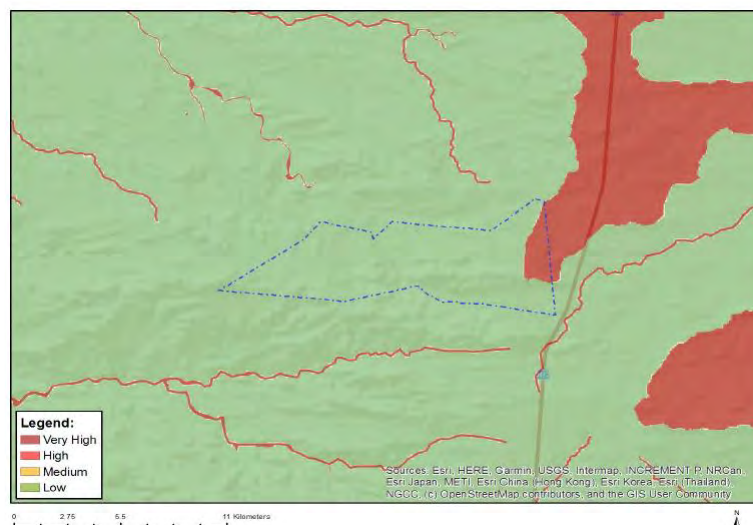 Legend:
Very High
High
Medium
Low
Sources: Esri, HERE, Garmin, USGS, Intermap, INCREMENT P, NRCan,
Esri Japan, METI, Esri China (Hong Kong), Esri Korea, Esri (Thailand),
NGCC, (c) OpenStreetMap contributors, and the GIS User Community
0 2.75 5.5 11 Kilometers
N